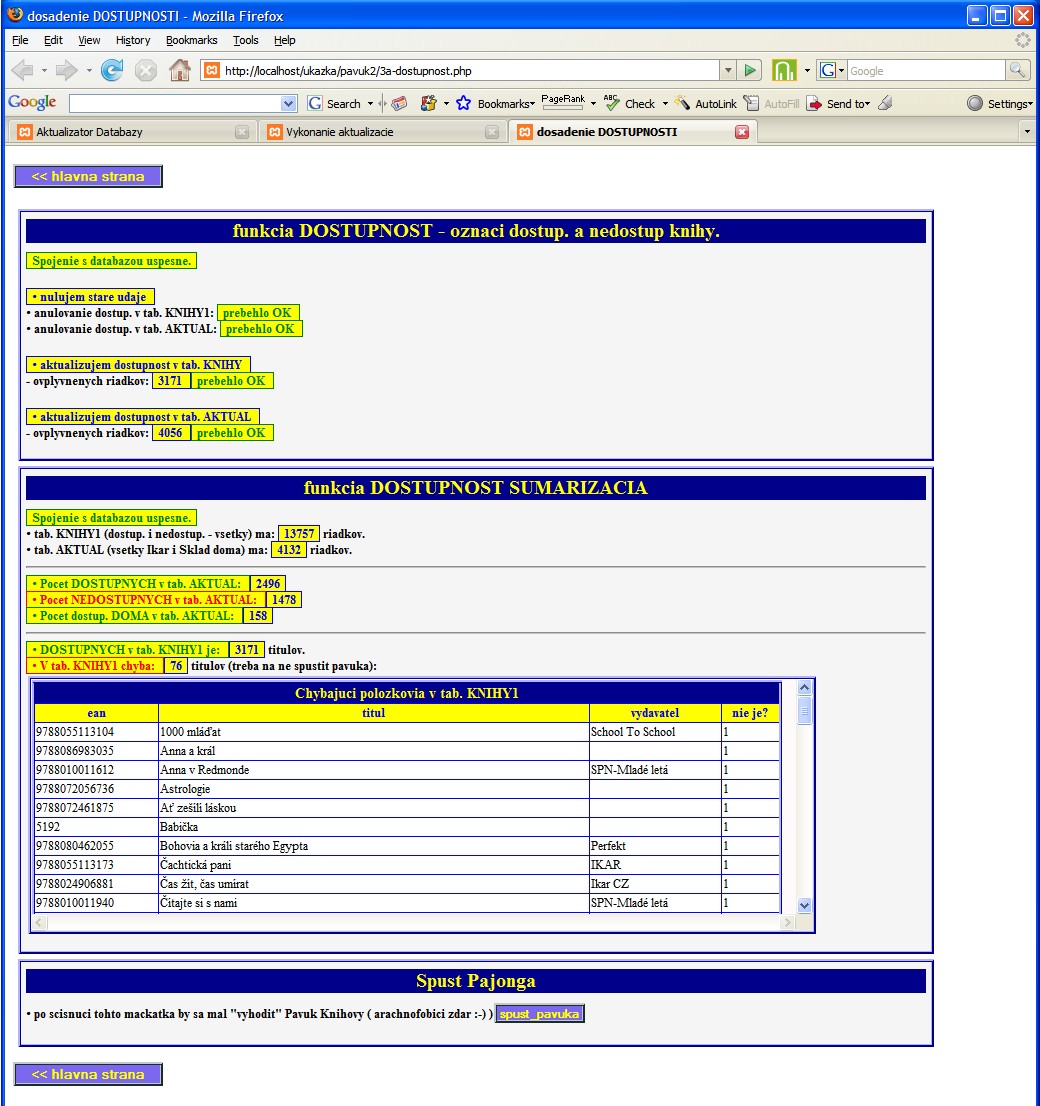 dosadenie DOSTUPNOSTI - Mozilla Firefox
File Edit View History Bookmarks Tools Help
http://localhost/ukazka/pavuk2/3a-dostupnost.php Google
Google Search Bookmarks PageRank Check AutoLink AutoFill Send to Settings
Aktualizator Databazy Vykonanie aktualizacie dosadenie DOSTUPNOSTI
<< hlavna strana
funkcia DOSTUPNOST - oznaci dostup. a nedostup knihy.
Spojenie s databazou uspesne.
• nulujem stare udaje
• anulovanie dostup. v tab. KNIHY1: prebehlo OK
• anulovanie dostup. v tab. AKTUAL: prebehlo OK
• aktualizujem dostupnost v tab. KNIHY
- ovplyvnenych riadkov: 3171 prebehlo OK
• aktualizujem dostupnost v tab. AKTUAL
- ovplyvnenych riadkov: 4056 prebehlo OK
funkcia DOSTUPNOST SUMARIZACIA
Spojenie s databazou uspesne.
• tab. KNIHY1 (dostup. i nedostup. - vsetky) ma: 13757 riadkov.
• tab. AKTUAL (vsetky Ikar i Sklad doma) ma: 4132 riadkov.
• Pocet DOSTUPNYCH v tab. AKTUAL: 2496
• Pocet NEDOSTUPNYCH v tab. AKTUAL: 1478
• Pocet dostup. DOMA v tab. AKTUAL: 158
• DOSTUPNYCH v tab. KNIHY1 je: 3171 titulov.
• V tab. KNIHY1 chyba: 76 titulov (treba na ne spustit pavuka):
Chybajuci polozkovia v tab. KNIHY1
ean titul vydavatel nie je?
9788055113104 1000 mláďat School To School 1
9788086983035 Anna a král 1
9788010011612 Anna v Redmonde SPN-Mladé letá 1
9788072056736 Astrologie 1
9788072461875 Ať zešílí láskou 1
5192 Babička 1
9788080462055 Bohovia a králi starého Egypta Perfekt 1
9788055113173 Čachtická pani IKAR 1
9788024906881 Čas žít, čas umírat Ikar CZ 1
9788010011940 Čítajte si s nami SPN-Mladé letá 1
Spust Pajonga
• po scisnuci tohto mackatka by sa mal "vyhodit" Pavuk Knihovy ( arachnofobici zdar :-) ) spust_pavuka
<< hlavna strana